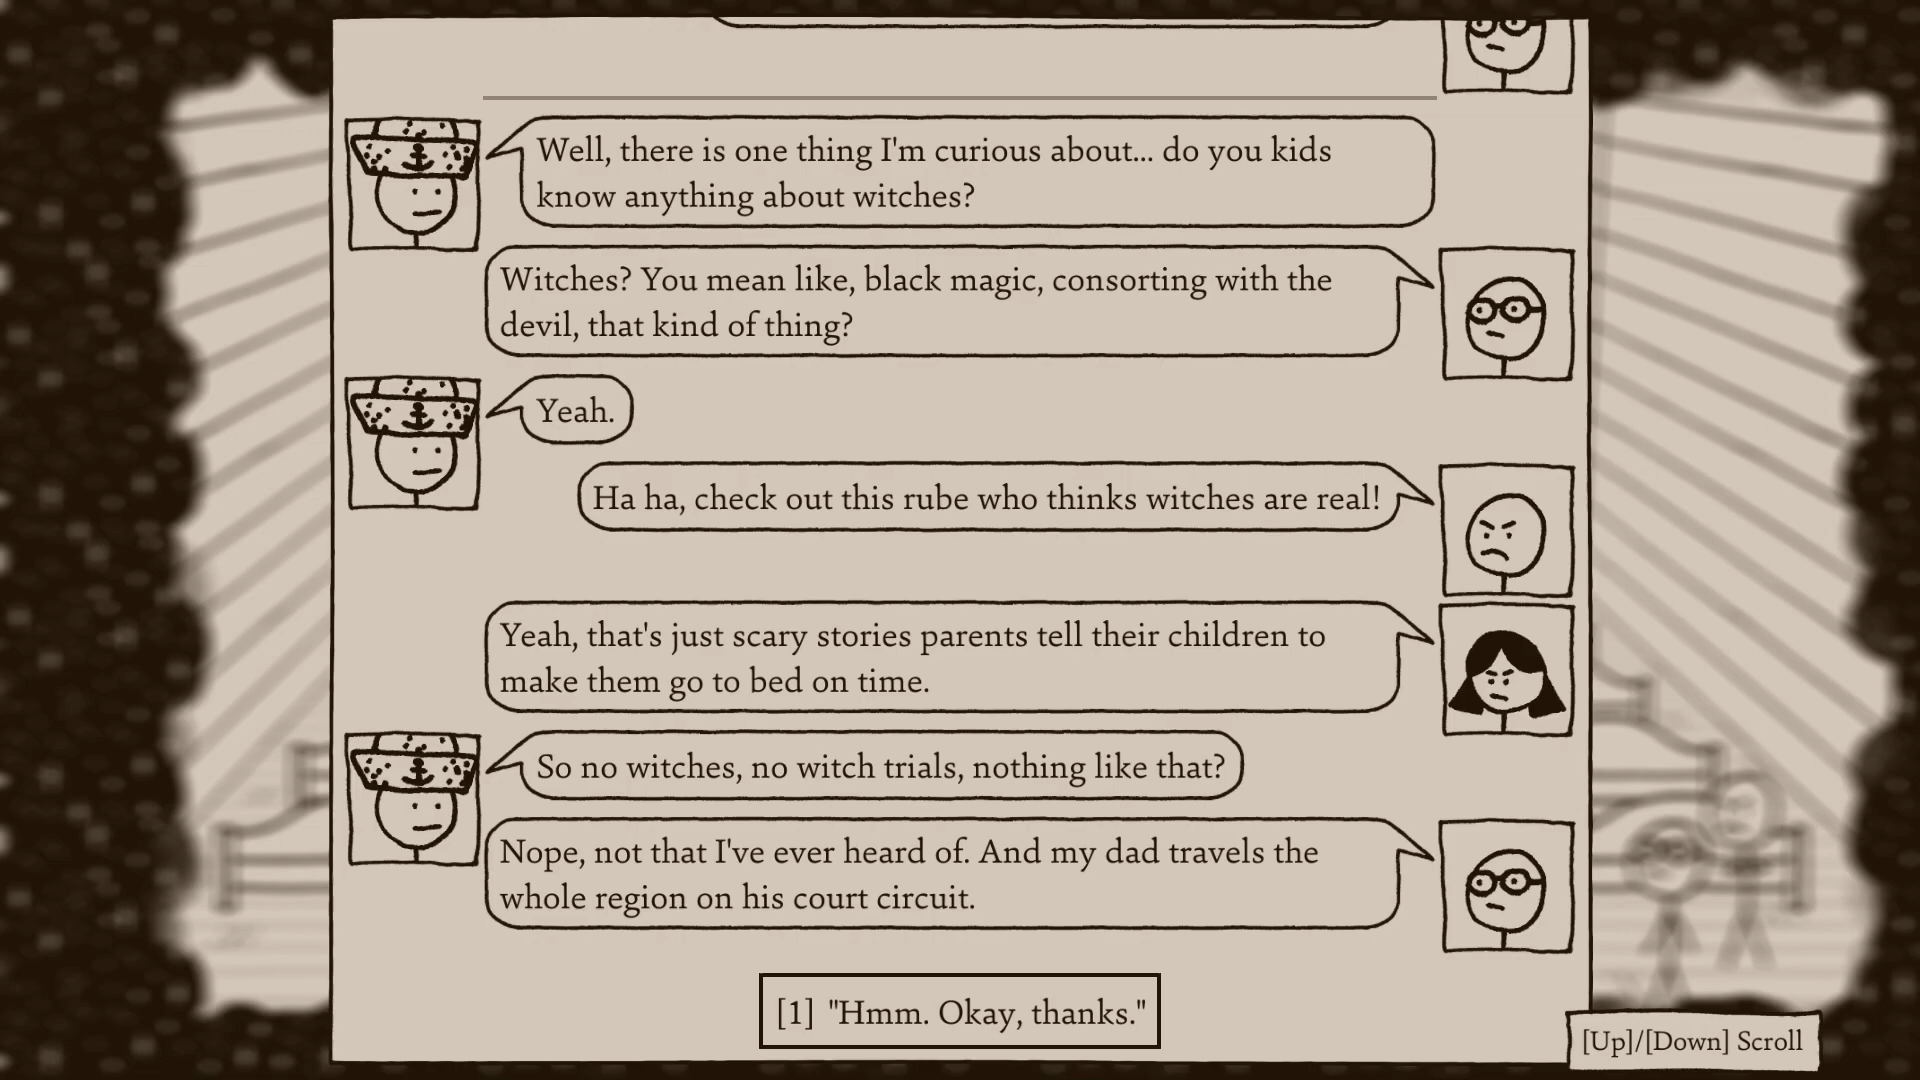 Well, there is one thing I'm curious about... do you kids
know anything about witches?
Witches? You mean like, black magic, consorting with the
devil, that kind of thing?
Yeah.
Ha ha, check out this rube who thinks witches are real!
Yeah, that's just scary stories parents tell their children to
make them go to bed on time.
So no witches, no witch trials, nothing like that?
Nope, not that I've ever heard of. And my dad travels the
whole region on his court circuit.
[1] "Hmm. Okay, thanks."
[Up]/[Down] Scroll